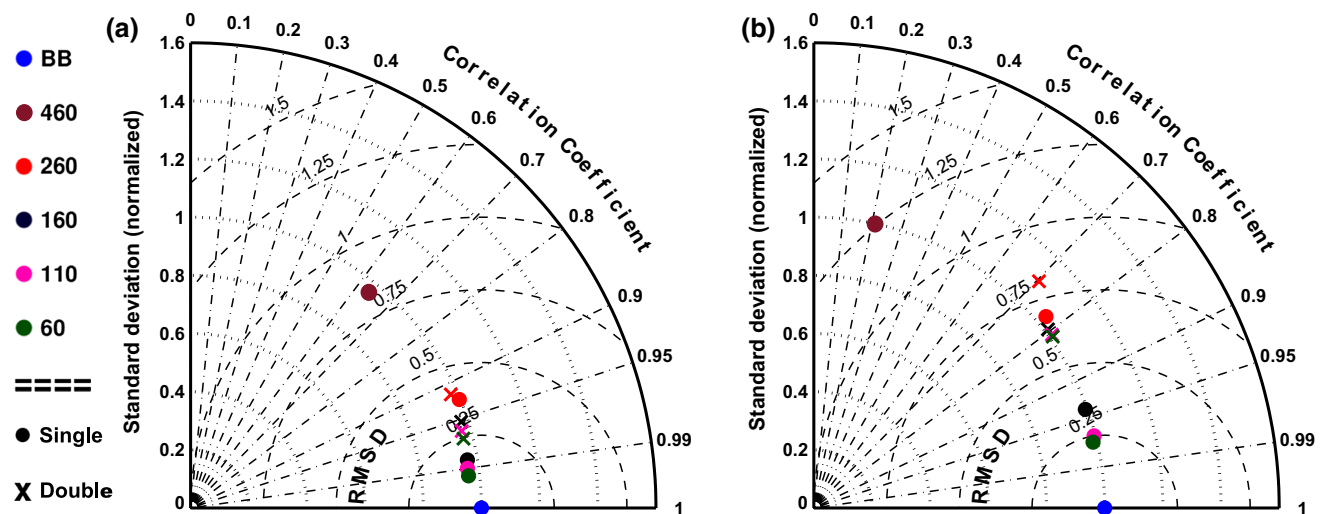 BB
460
260
160
110
60
Single
X Double
(a)
Standard deviation (normalized)
1.6
1.4
1.2
1
0.8
0.6
0.4
0.2
0
0 0.1 0.2 0.3 0.4 0.5 0.6 0.7 0.8 0.9 0.95 0.99 1
Correlation Coefficient
1.5
1.25
1
0.75
0.5
0.25
RMSD
(b)
Standard deviation (normalized)
1.6
1.4
1.2
1
0.8
0.6
0.4
0.2
0
0 0.1 0.2 0.3 0.4 0.5 0.6 0.7 0.8 0.9 0.95 0.99 1
Correlation Coefficient
1.5
1.25
1
0.75
0.5
0.25
RMSD